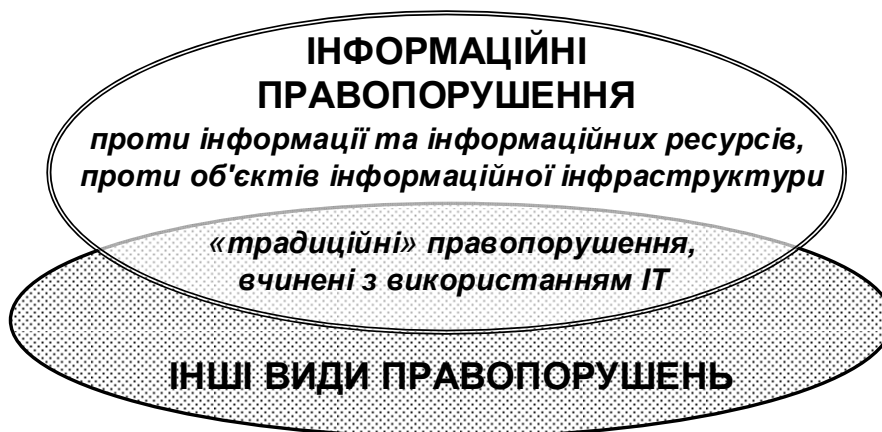 ІНФОРМАЦІЙНІ
ПРАВОПОРУШЕННЯ
проти інформації та інформаційних ресурсів,
проти об'єктів інформаційної інфраструктури
«традиційні» правопорушення,
вчинені з використанням ІТ
ІНШІ ВИДИ ПРАВОПОРУШЕНЬ